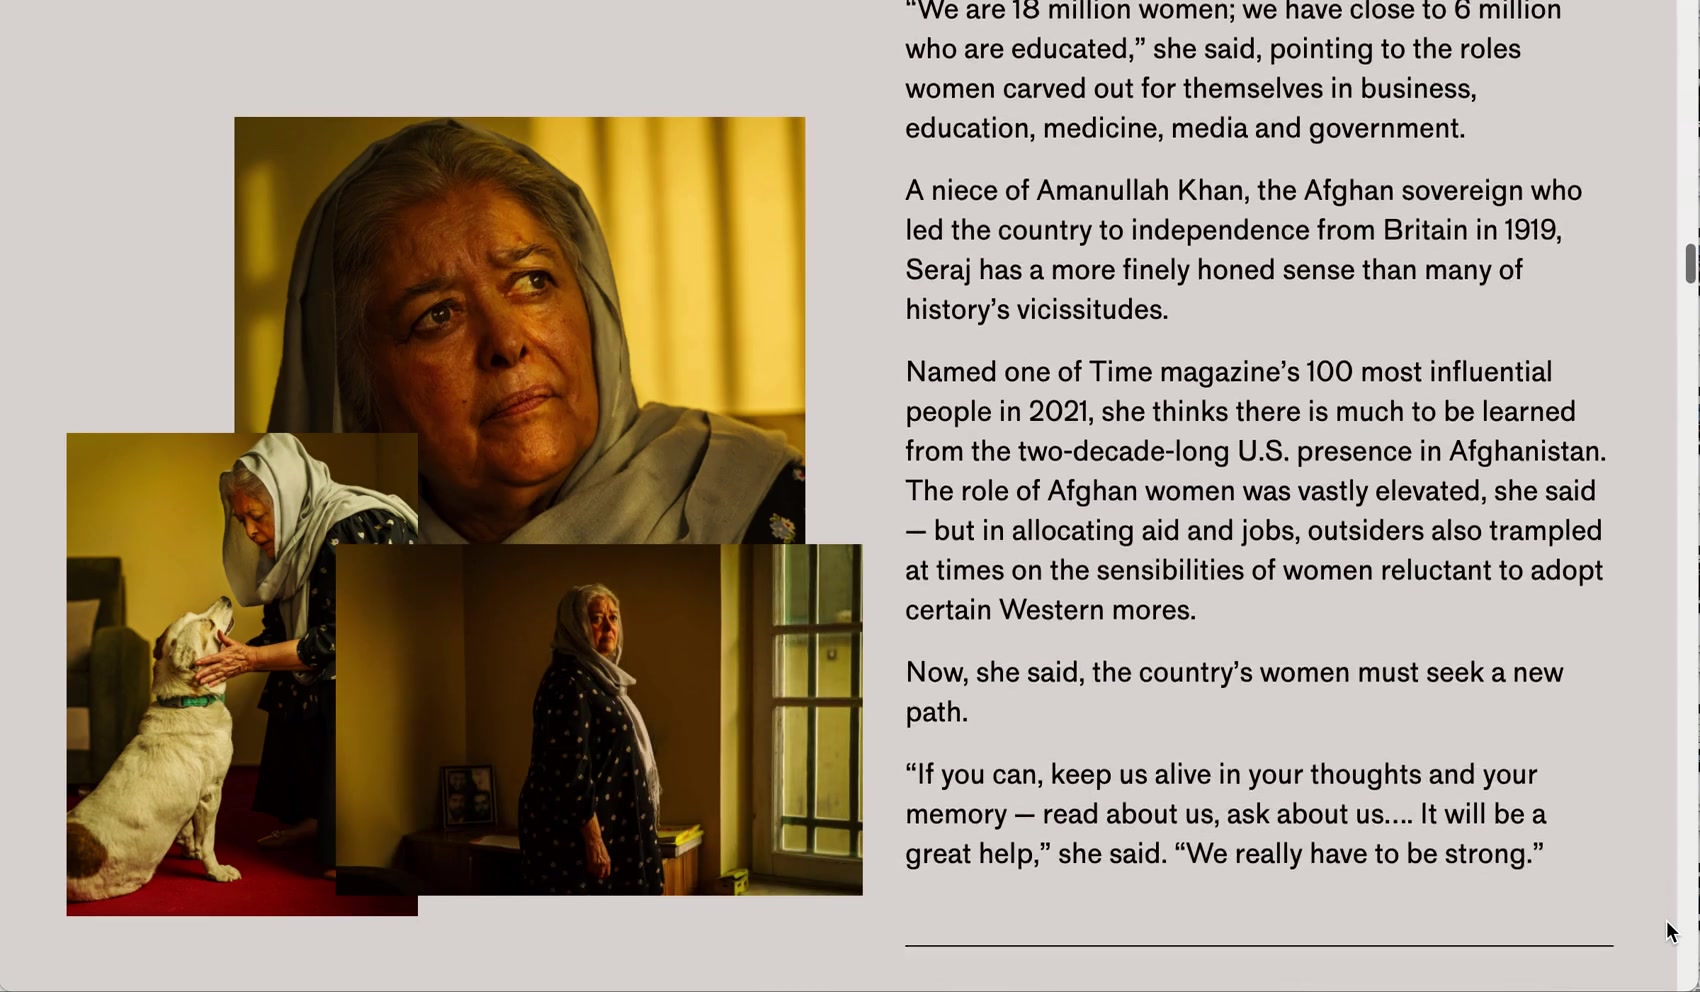 “We are 18 million women; we have close to 6 million
who are educated,” she said, pointing to the roles
women carved out for themselves in business,
education, medicine, media and government.
A niece of Amanullah Khan, the Afghan sovereign who
led the country to independence from Britain in 1919,
Seraj has a more finely honed sense than many of
history’s vicissitudes.
Named one of Time magazine’s 100 most influential
people in 2021, she thinks there is much to be learned
from the two-decade-long U.S. presence in Afghanistan.
The role of Afghan women was vastly elevated, she said
— but in allocating aid and jobs, outsiders also trampled
at times on the sensibilities of women reluctant to adopt
certain Western mores.
Now, she said, the country’s women must seek a new
path.
“If you can, keep us alive in your thoughts and your
memory — read about us, ask about us.... It will be a
great help,” she said. “We really have to be strong.”